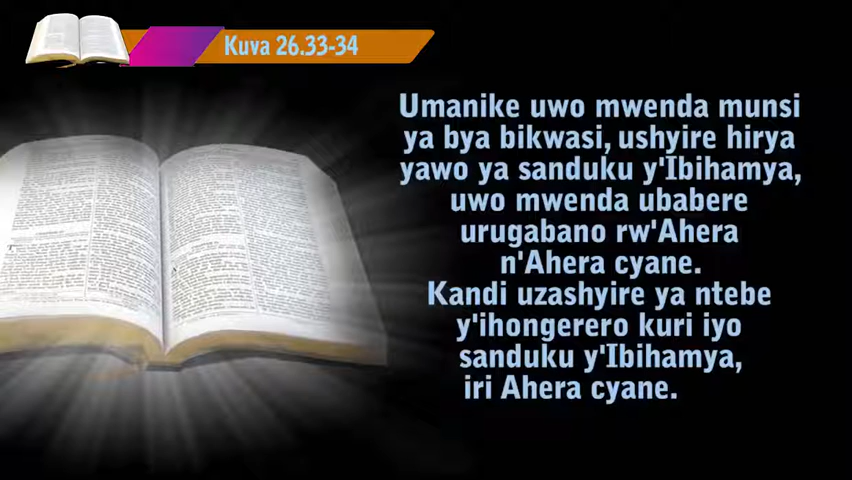 Kuva 26.33-34
Umanike uwo mwenda munsi
ya bya bikwasi, ushyire hirya
yawo ya sanduku y'Ibihamya,
uwo mwenda ubabere
urugabano rw'Ahera
n'Ahera cyane.
Kandi uzashyire ya ntebe
y'ihongerero kuri iyo
sanduku y'Ibihamya,
iri Ahera cyane.